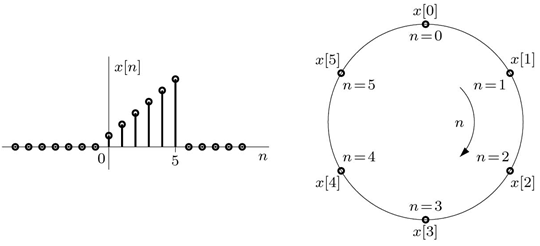 x[n]
0
5
n
x[0]
n=0
x[5]
x[1]
n=5
n=1
n
n=4
n=2
x[4]
x[2]
n=3
x[3]